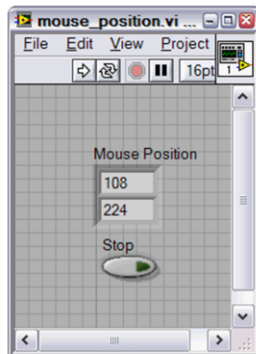 mouse_position.vi ...
File Edit View Project
16pt
1
Mouse Position
108
224
Stop